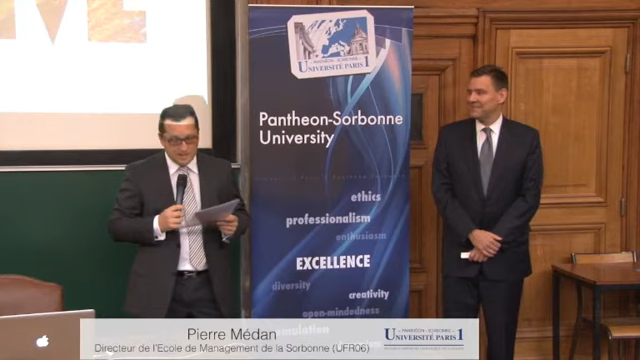 IVE
PANTHÉON - SORBONNE
UNIVERSITÉ PARIS 1
Pantheon-Sorbonne
University
ethics
professionalism
enthusiasm
EXCELLENCE
diversity
creativity
open-mindedness
Pierre Médan
Directeur de l'Ecole de Management de la Sorbonne (UFR06)
PANTHÉON - SORBONNE
UNIVERSITÉ PARIS 1